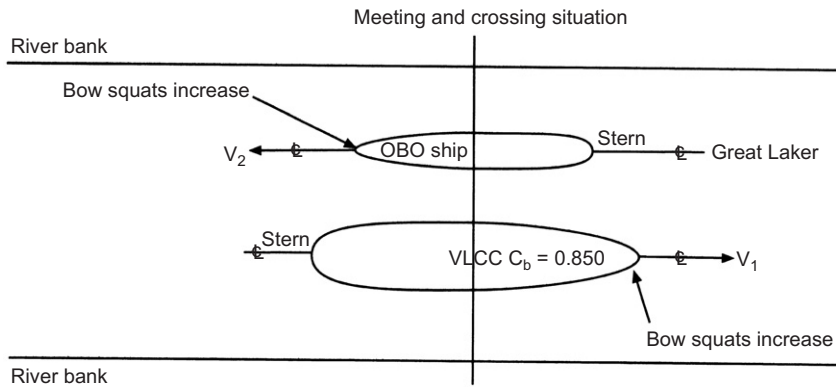 Meeting and crossing situation
River bank
Bow squats increase
V₂
℄
OBO ship
Stern
℄
Great Laker
Stern
℄
VLCC C_b = 0.850
℄
V₁
Bow squats increase
River bank